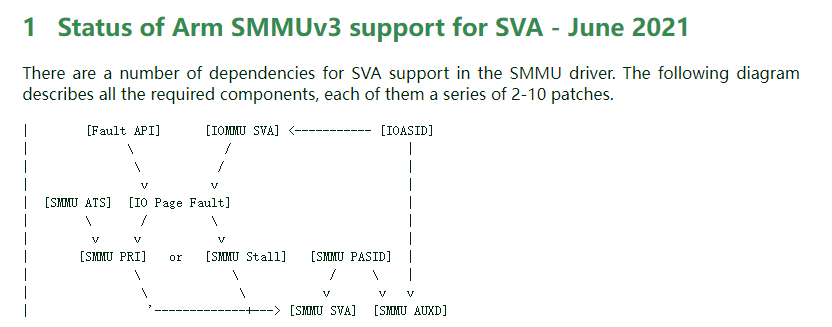 1 Status of Arm SMMUv3 support for SVA - June 2021
There are a number of dependencies for SVA support in the SMMU driver. The following diagram
describes all the required components, each of them a series of 2-10 patches.
|       [Fault API]      [IOMMU SVA] <----------- [IOASID]
|             \             /                         |
|              \           /                          |
|               v         v                           |
|  [SMMU ATS]  [IO Page Fault]                        |
|        \       /         \                          |
|         v     v           v                         |
|       [SMMU PRI]   or   [SMMU Stall]   [SMMU PASID] |
|               \             \             /     \   |
|                \             \           v       v  v
|                 '-------------+---> [SMMU SVA]  [SMMU AUXD]